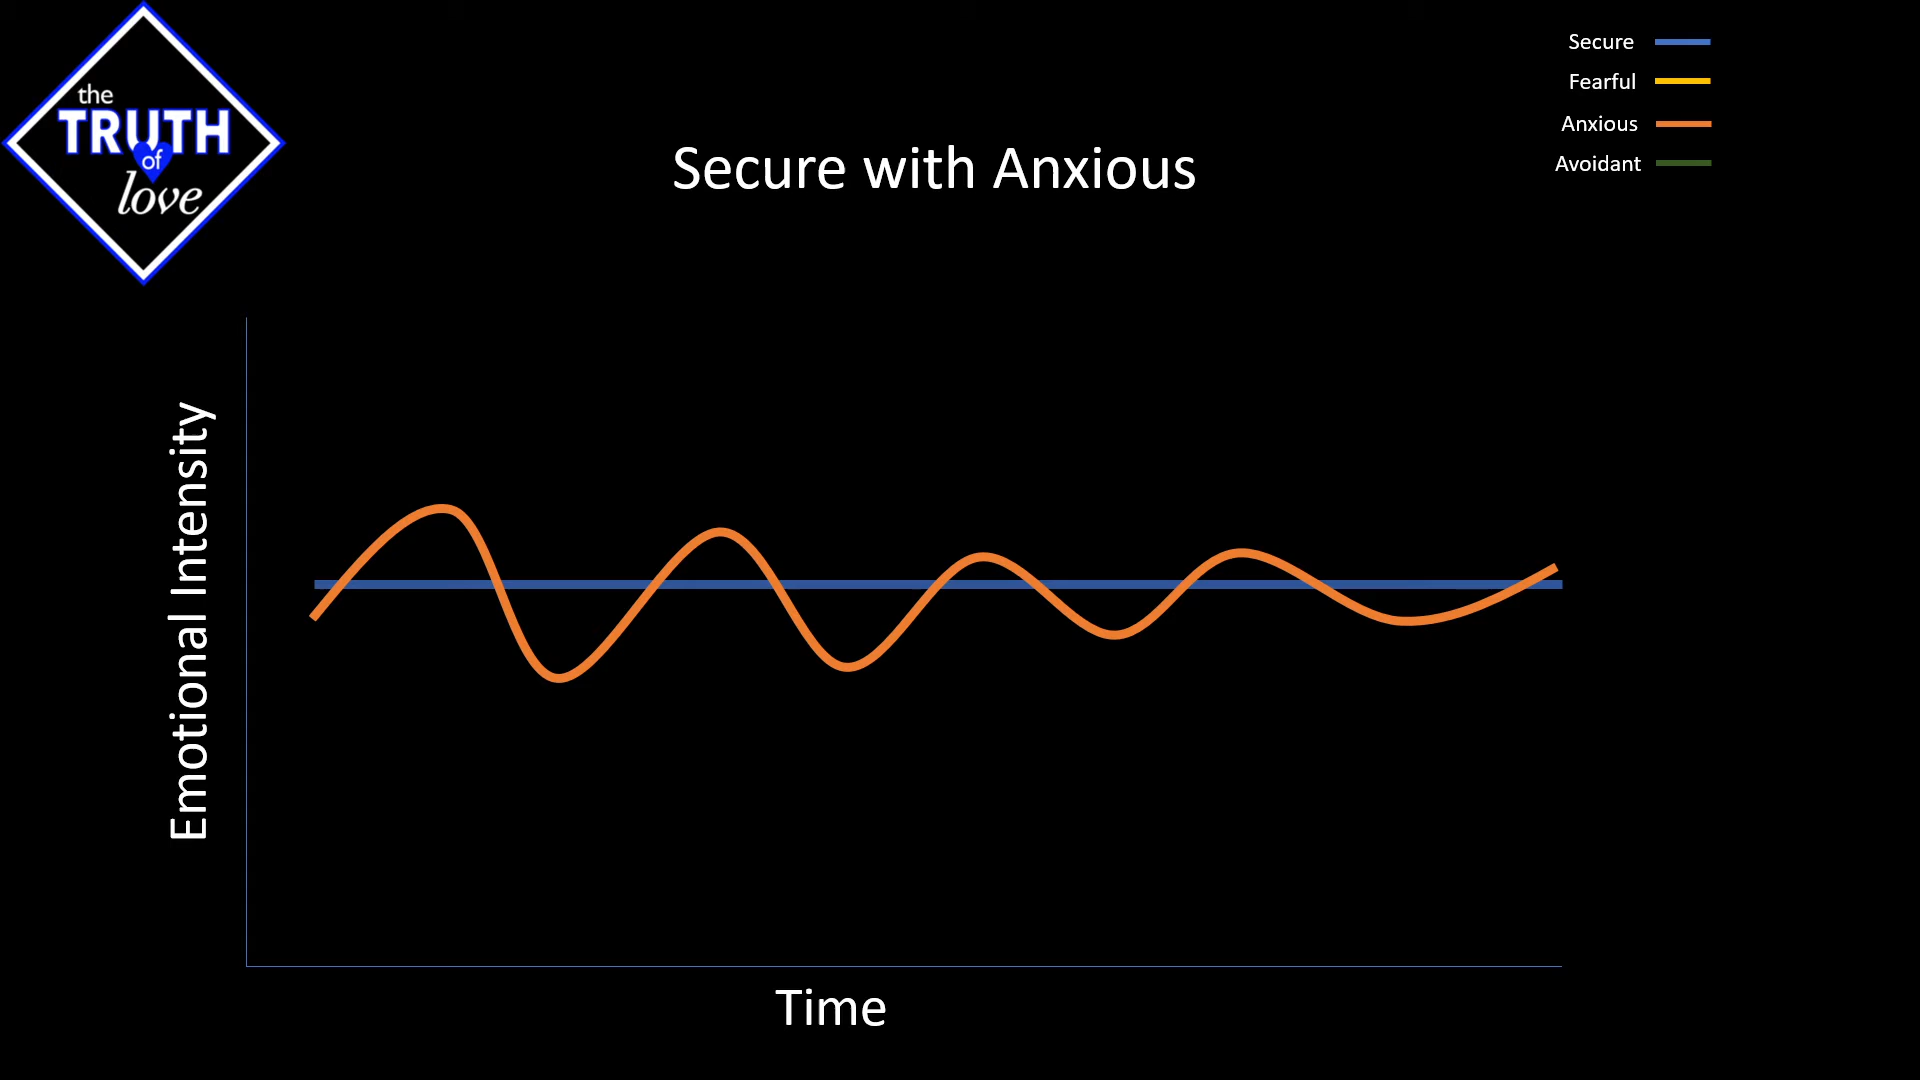 the
TRUTH
of
love
Secure
Fearful
Anxious
Avoidant
Secure with Anxious
Emotional Intensity
Time